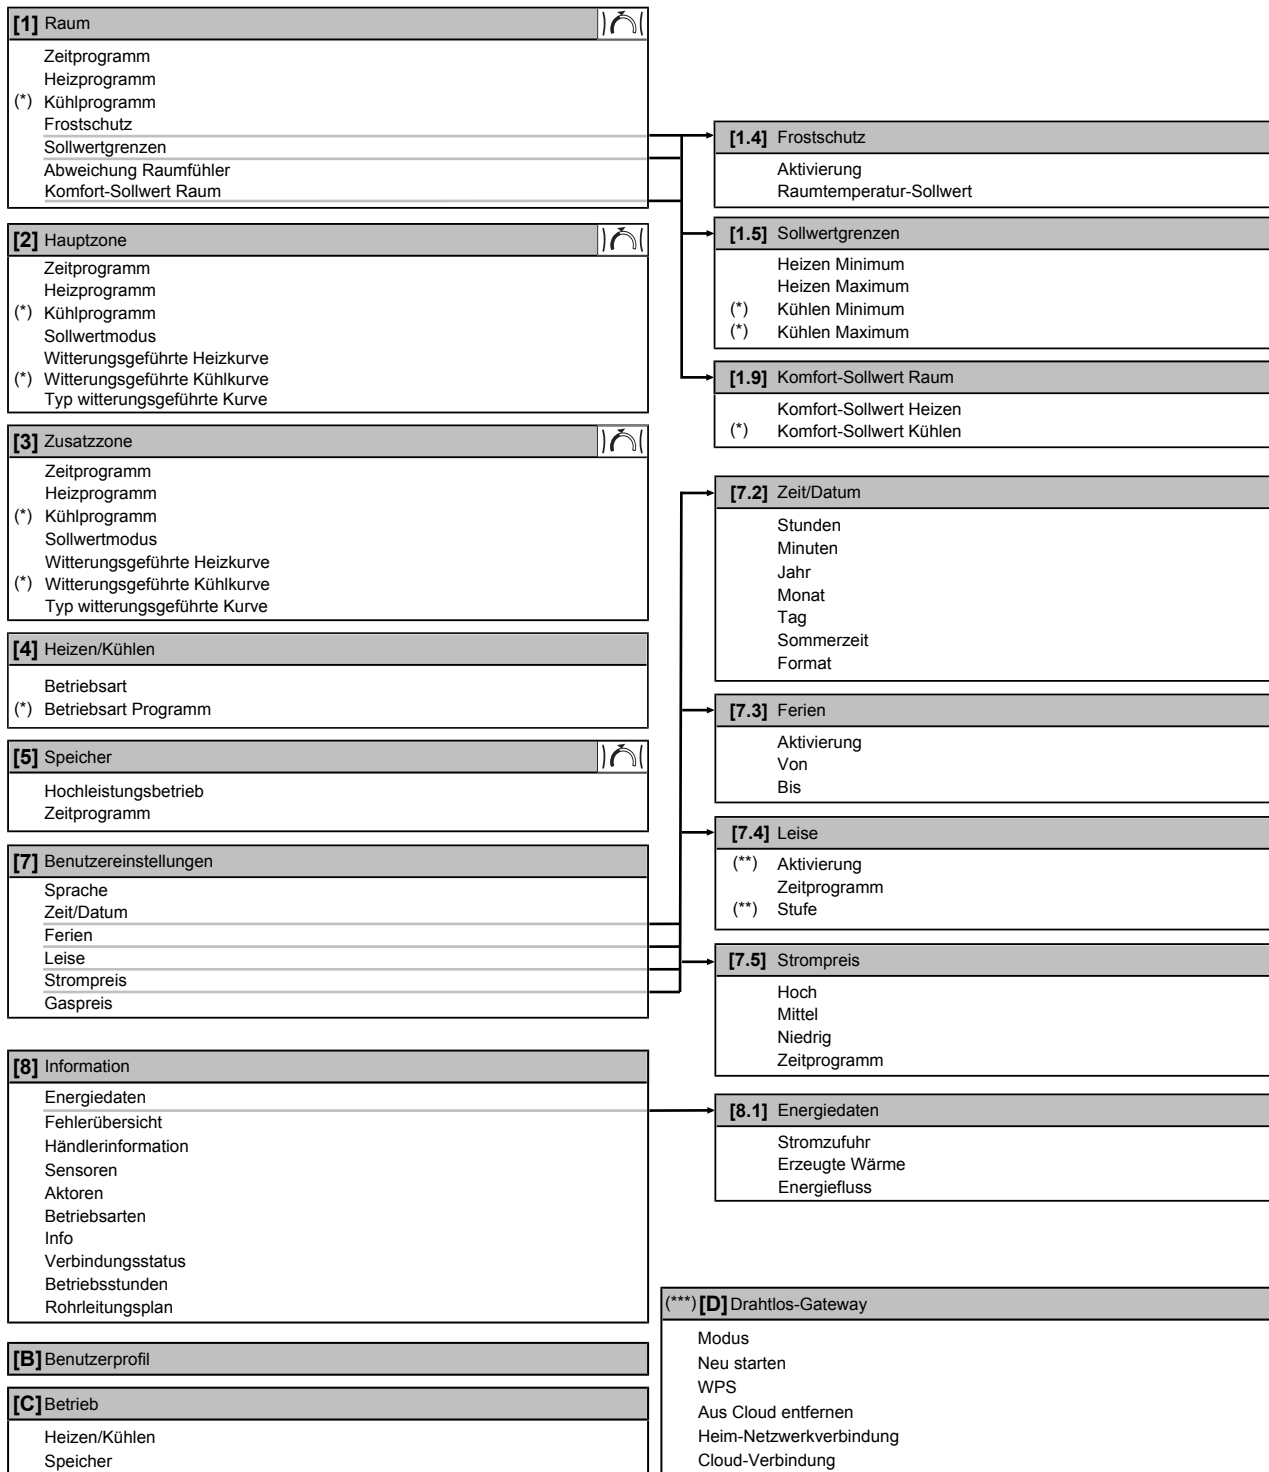 [1] Raum
Zeitprogramm
Heizprogramm
(*) Kühlprogramm
Frostschutz
Sollwertgrenzen
Abweichung Raumfühler
Komfort-Sollwert Raum
[2] Hauptzone
Zeitprogramm
Heizprogramm
(*) Kühlprogramm
Sollwertmodus
Witterungsgeführte Heizkurve
(*) Witterungsgeführte Kühlkurve
Typ witterungsgeführte Kurve
[3] Zusatzzone
Zeitprogramm
Heizprogramm
(*) Kühlprogramm
Sollwertmodus
Witterungsgeführte Heizkurve
(*) Witterungsgeführte Kühlkurve
Typ witterungsgeführte Kurve
[4] Heizen/Kühlen
Betriebsart
(*) Betriebsart Programm
[5] Speicher
Hochleistungsbetrieb
Zeitprogramm
[7] Benutzereinstellungen
Sprache
Zeit/Datum
Ferien
Leise
Strompreis
Gaspreis
[8] Information
Energiedaten
Fehlerübersicht
Händlerinformation
Sensoren
Aktoren
Betriebsarten
Info
Verbindungsstatus
Betriebsstunden
Rohrleitungsplan
[B] Benutzerprofil
[C] Betrieb
Heizen/Kühlen
Speicher
[1.4] Frostschutz
Aktivierung
Raumtemperatur-Sollwert
[1.5] Sollwertgrenzen
Heizen Minimum
Heizen Maximum
(*) Kühlen Minimum
(*) Kühlen Maximum
[1.9] Komfort-Sollwert Raum
Komfort-Sollwert Heizen
(*) Komfort-Sollwert Kühlen
[7.2] Zeit/Datum
Stunden
Minuten
Jahr
Monat
Tag
Sommerzeit
Format
[7.3] Ferien
Aktivierung
Von
Bis
[7.4] Leise
(**) Aktivierung
Zeitprogramm
(**) Stufe
[7.5] Strompreis
Hoch
Mittel
Niedrig
Zeitprogramm
[8.1] Energiedaten
Stromzufuhr
Erzeugte Wärme
Energiefluss
(***) [D] Drahtlos-Gateway
Modus
Neu starten
WPS
Aus Cloud entfernen
Heim-Netzwerkverbindung
Cloud-Verbindung